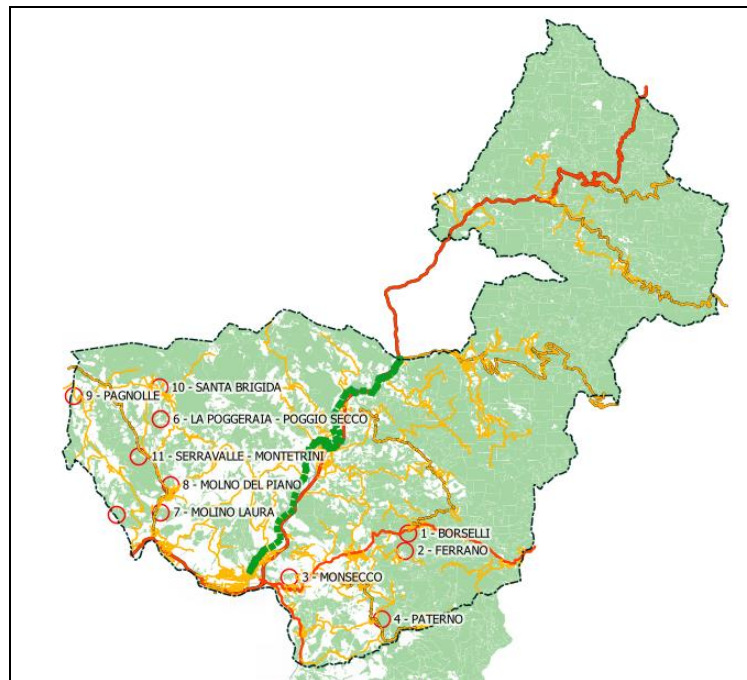 10 - SANTA BRIGIDA
9 - PAGNOLLE
6 - LA POGGERAIA - POGGIO SECCO
11 - SERRAVALLE - MONTETRINI
8 - MOLNO DEL PIANO
7 - MOLINO LAURA
1 - BORSELLI
2 - FERRANO
3 - MONSECCO
4 - PATERNO